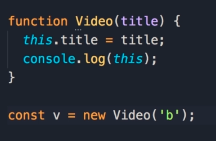 function Video(title) {
this.title = title;
console.log(this);
}
const v = new Video('b');